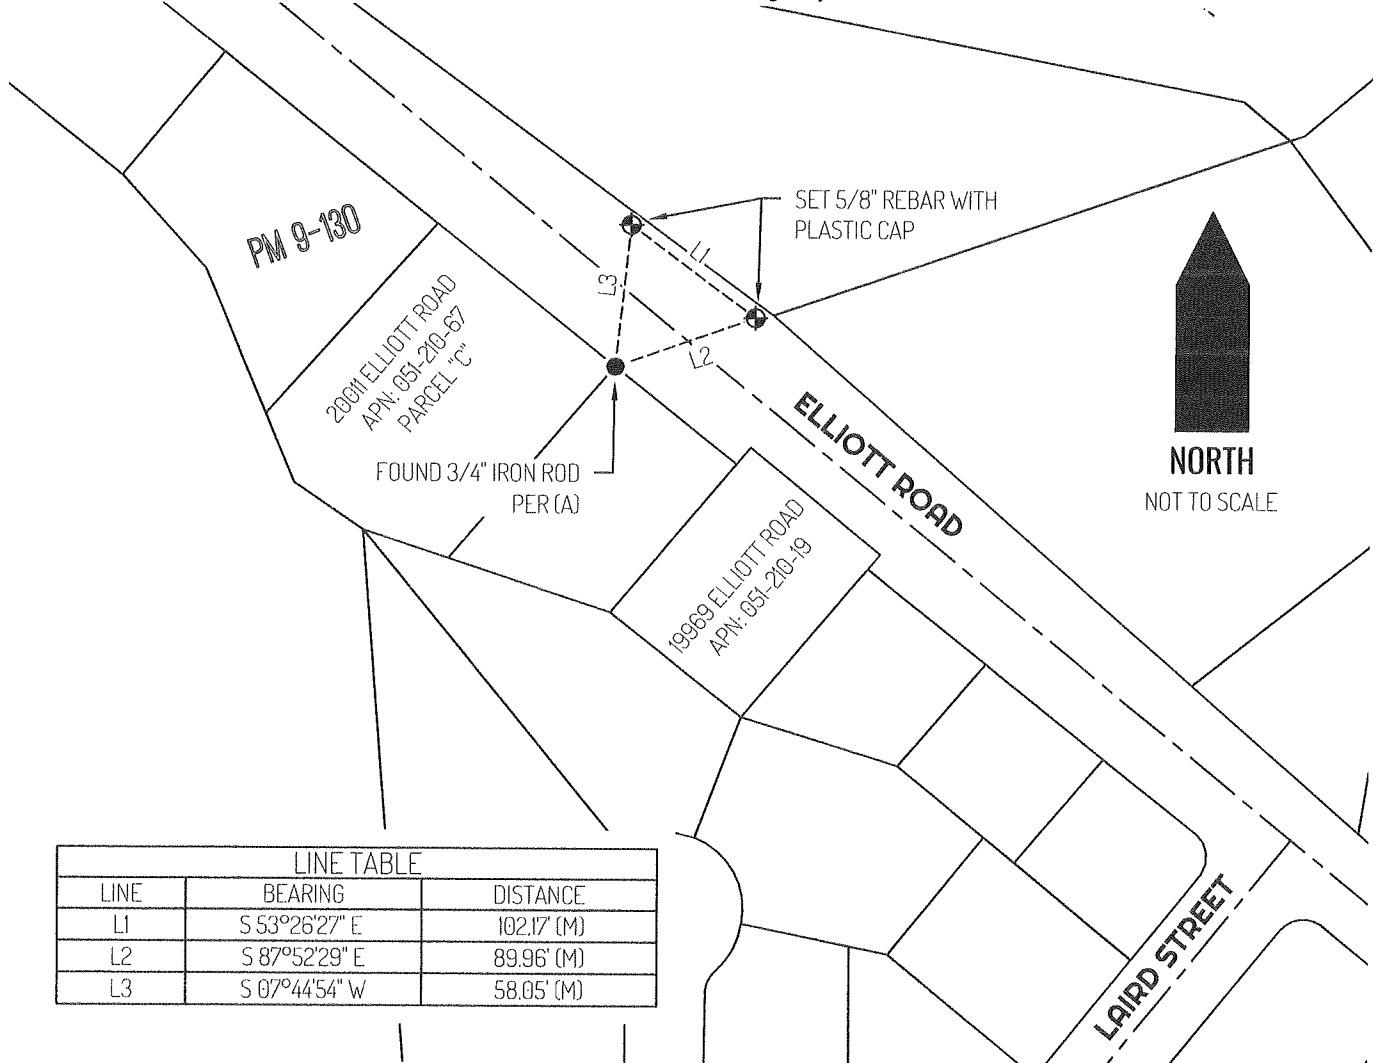 SET 5/8" REBAR WITH
PLASTIC CAP
PM 9-130
L1
L3
L2
20011 ELLIOTT ROAD
APN: 051-210-67
PARCEL "C"
ELLIOTT ROAD
FOUND 3/4" IRON ROD
PER (A)
NORTH
NOT TO SCALE
19969 ELLIOTT ROAD
APN: 051-210-19
LAIRD STREET
LINE TABLE
LINE BEARING DISTANCE
L1 S 53°26'27" E 102.17' (M)
L2 S 87°52'29" E 89.96' (M)
L3 S 07°44'54" W 58.05' (M)